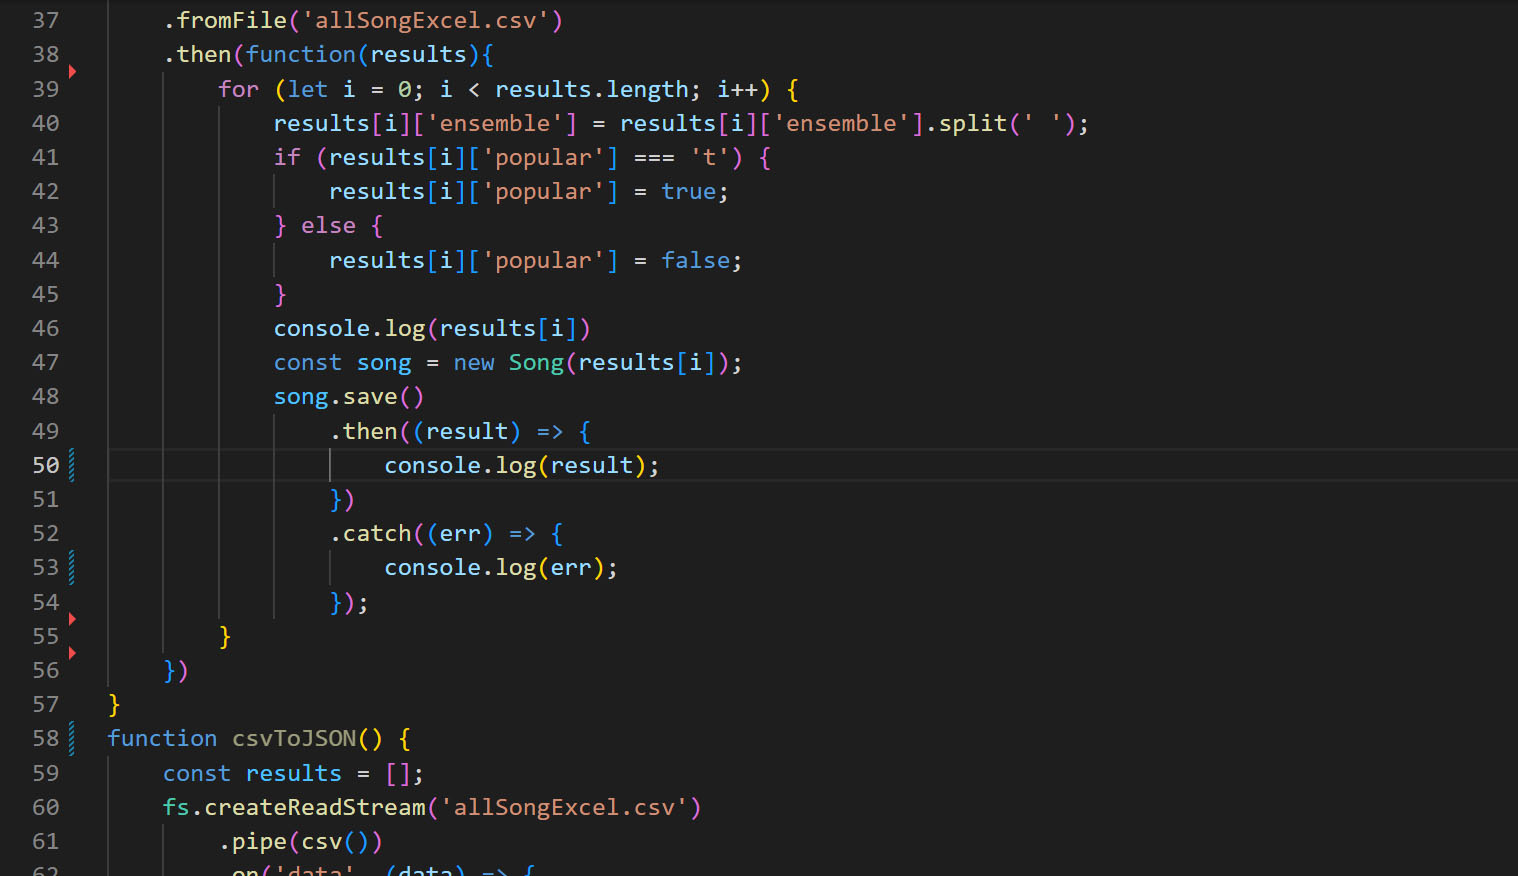 37 .fromFile('allSongExcel.csv')
38 .then(function(results){
39 for (let i = 0; i < results.length; i++) {
40 results[i]['ensemble'] = results[i]['ensemble'].split(' ');
41 if (results[i]['popular'] === 't') {
42 results[i]['popular'] = true;
43 } else {
44 results[i]['popular'] = false;
45 }
46 console.log(results[i])
47 const song = new Song(results[i]);
48 song.save()
49 .then((result) => {
50 console.log(result);
51 })
52 .catch((err) => {
53 console.log(err);
54 });
55 }
56 })
57 }
58 function csvToJSON() {
59 const results = [];
60 fs.createReadStream('allSongExcel.csv')
61 .pipe(csv())
62 .on('data', (data) => {